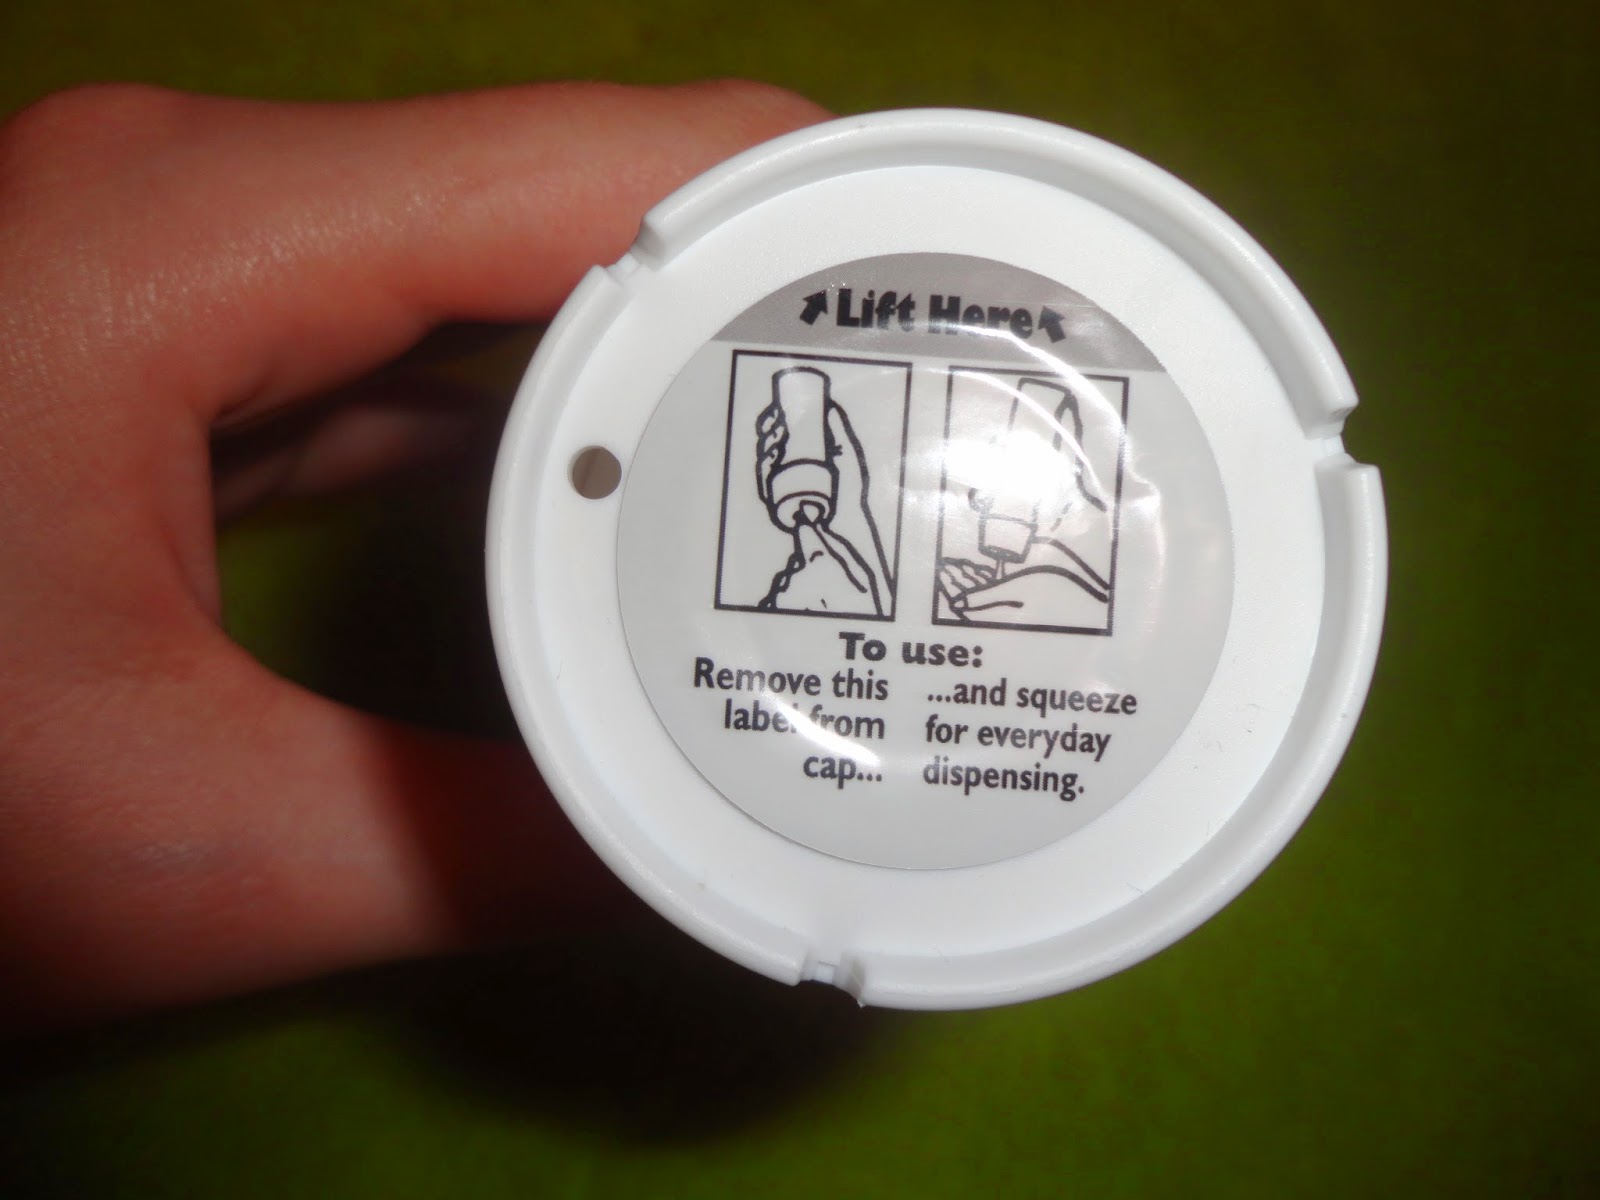 Lift Here
To use:
Remove this
label from
cap...
...and squeeze
for everyday
dispensing.